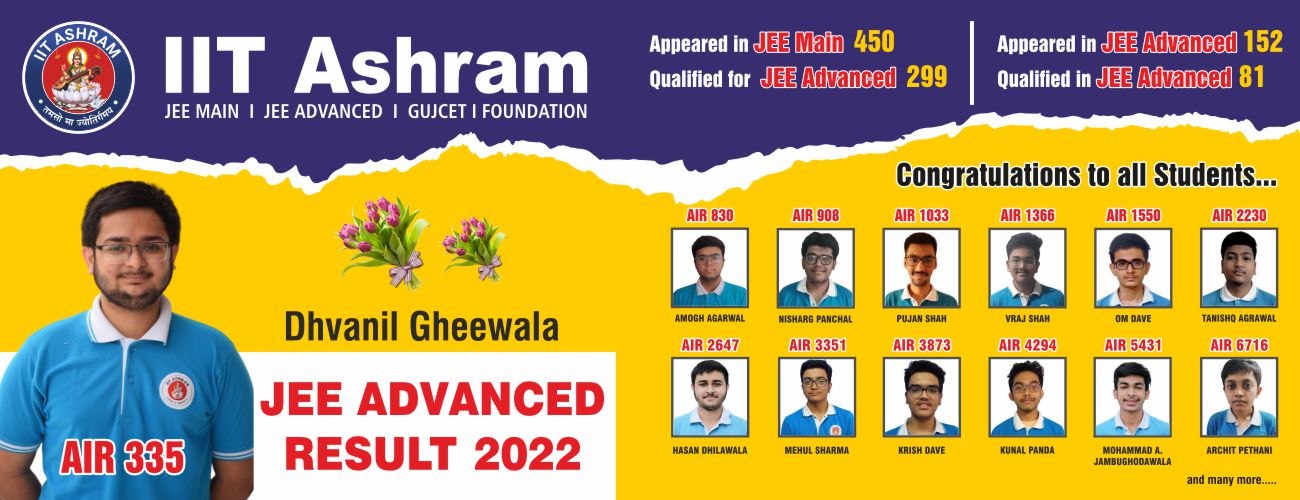 IIT ASHRAM
तमसो मा ज्योतिर्गमय
IIT Ashram
JEE MAIN I JEE ADVANCED I GUJCET I FOUNDATION
Appeared in JEE Main 450
Qualified for JEE Advanced 299
Appeared in JEE Advanced 152
Qualified in JEE Advanced 81
Congratulations to all Students...
Dhvanil Gheewala
JEE ADVANCED
RESULT 2022
IIT ASHRAM
AIR 335
AIR 830
AMOGH AGARWAL
AIR 908
NISHARG PANCHAL
AIR 1033
PUJAN SHAH
AIR 1366
VRAJ SHAH
AIR 1550
OM DAVE
AIR 2230
TANISHQ AGRAWAL
AIR 2647
HASAN DHILAWALA
AIR 3351
MEHUL SHARMA
AIR 3873
KRISH DAVE
AIR 4294
KUNAL PANDA
AIR 5431
MOHAMMAD A.
JAMBUGHODAWALA
AIR 6716
ARCHIT PETHANI
and many more.....